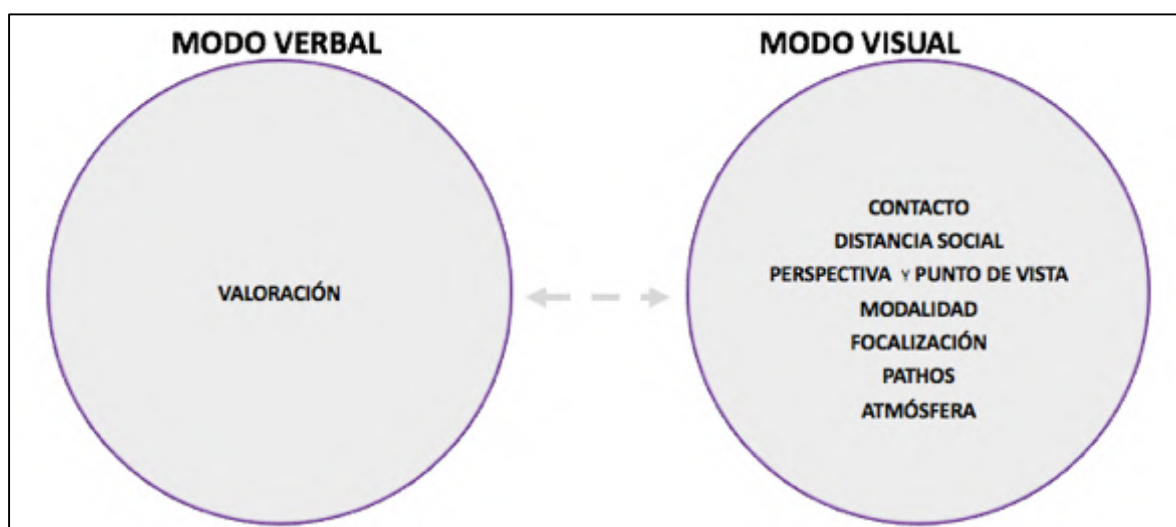 MODO VERBAL
VALORACIÓN
MODO VISUAL
CONTACTO
DISTANCIA SOCIAL
PERSPECTIVA Y PUNTO DE VISTA
MODALIDAD
FOCALIZACIÓN
PATHOS
ATMÓSFERA